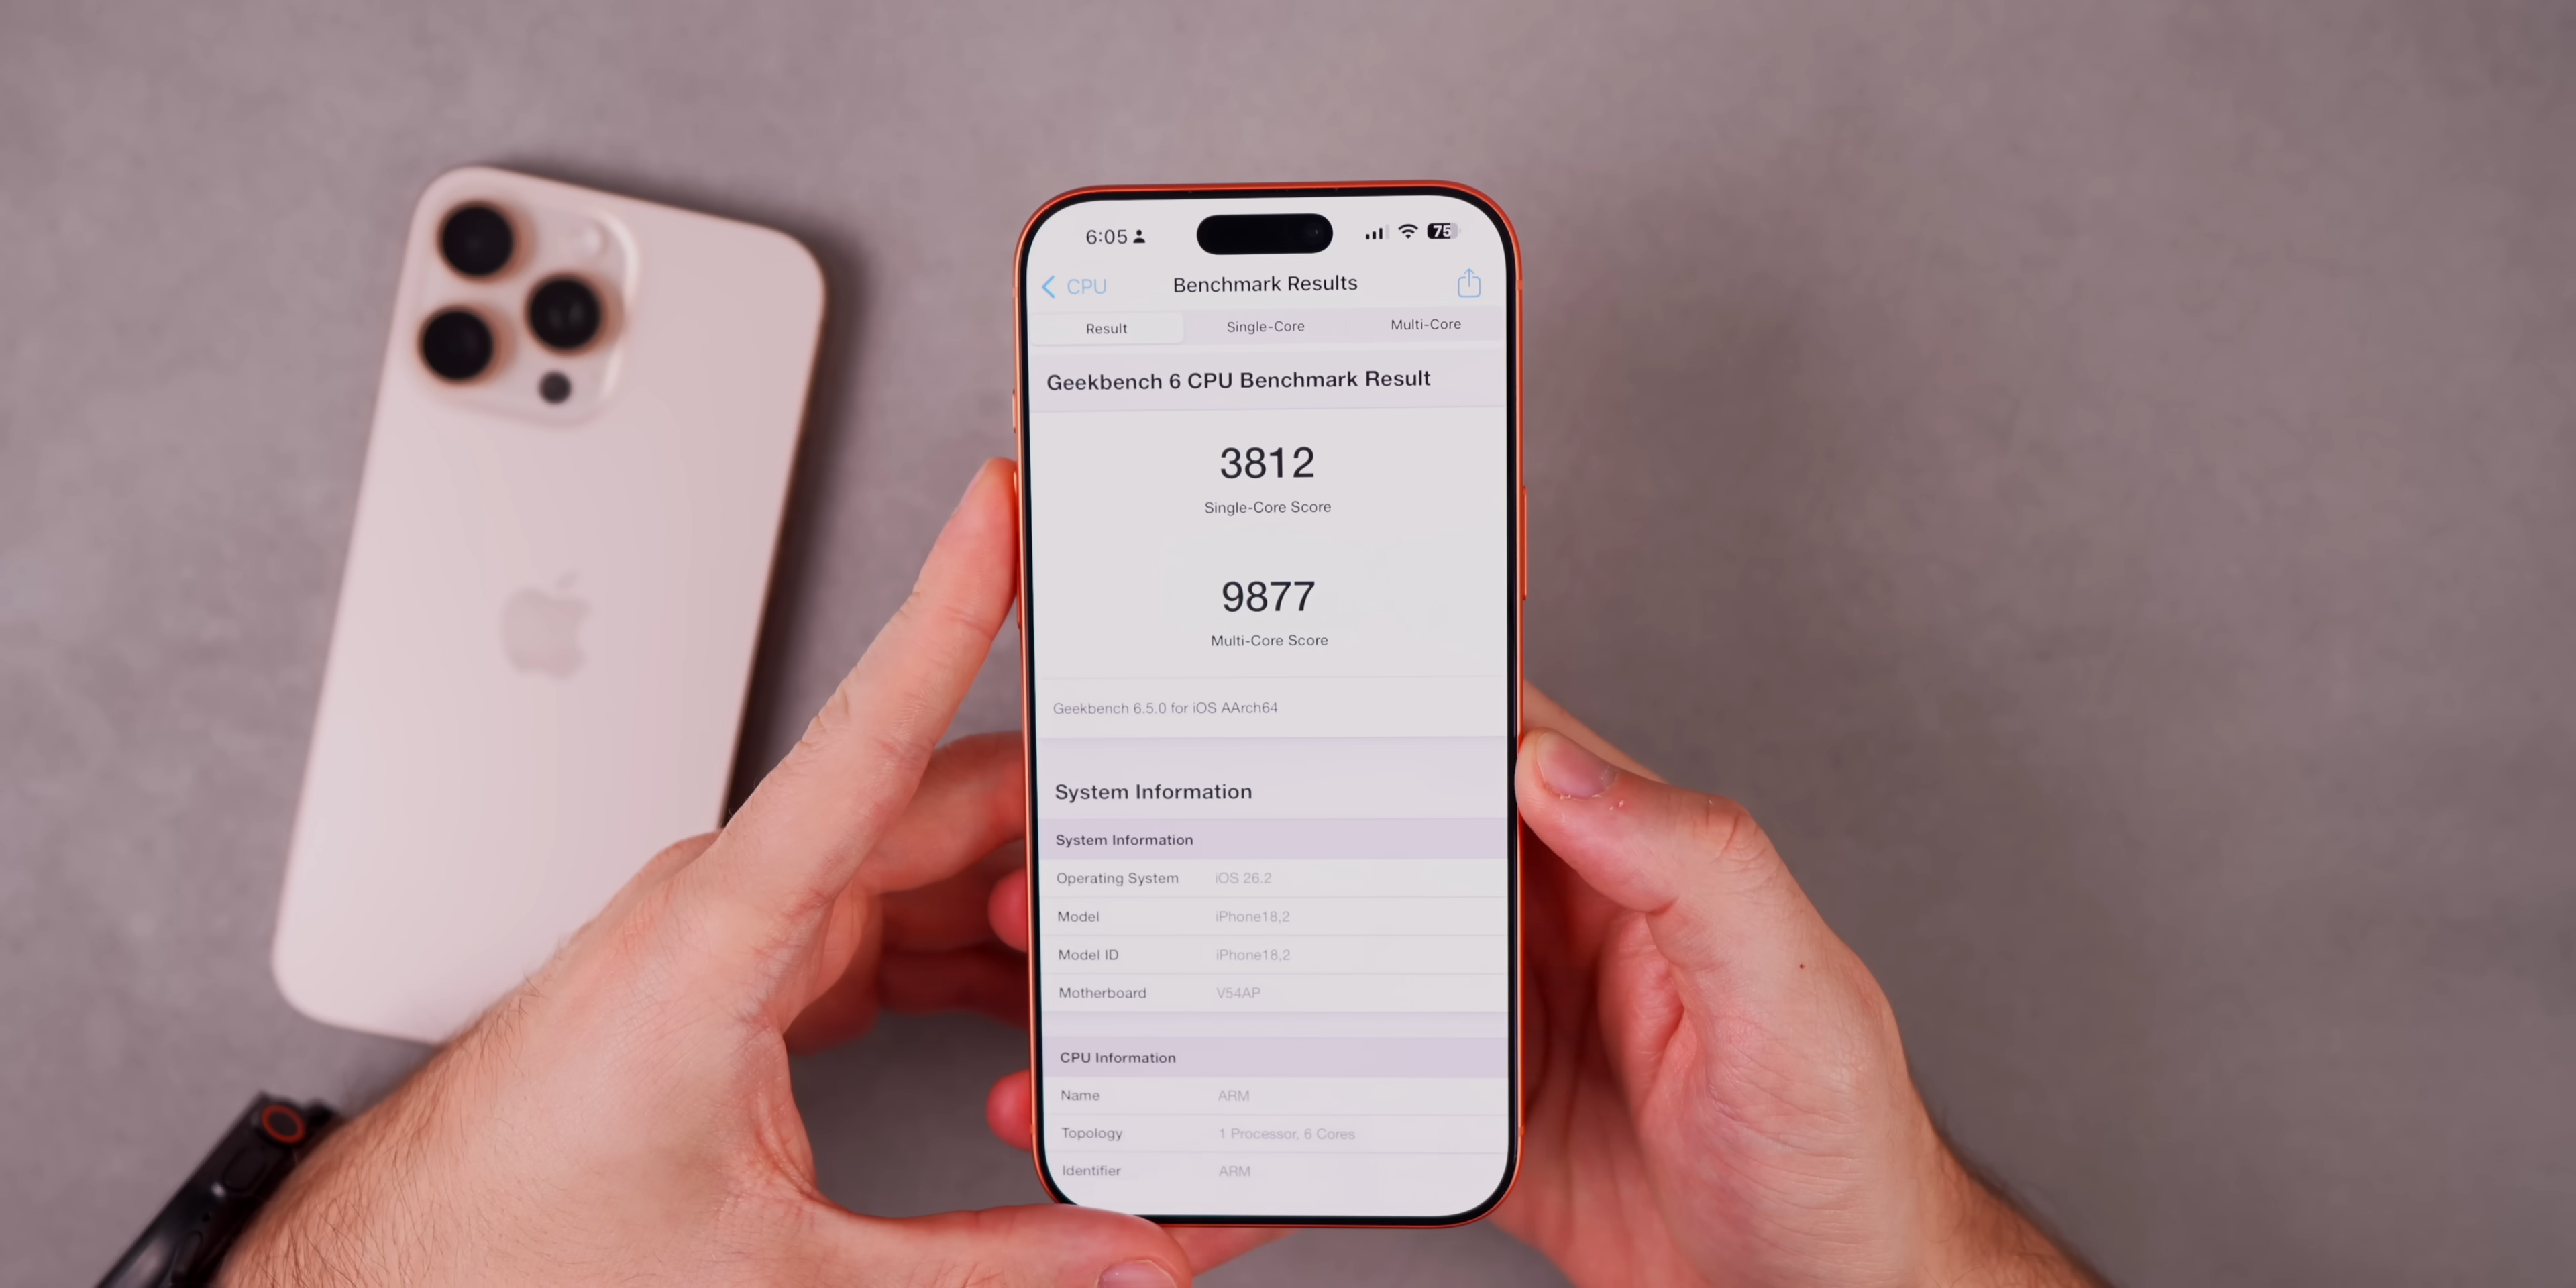 6:05 75
CPU Benchmark Results
Result Single-Core Multi-Core
Geekbench 6 CPU Benchmark Result
3812
Single-Core Score
9877
Multi-Core Score
Geekbench 6.5.0 for iOS AArch64
System Information
System Information
Operating System iOS 26.2
Model iPhone18,2
Model ID iPhone18,2
Motherboard V54AP
CPU Information
Name ARM
Topology 1 Processor, 6 Cores
Identifier ARM